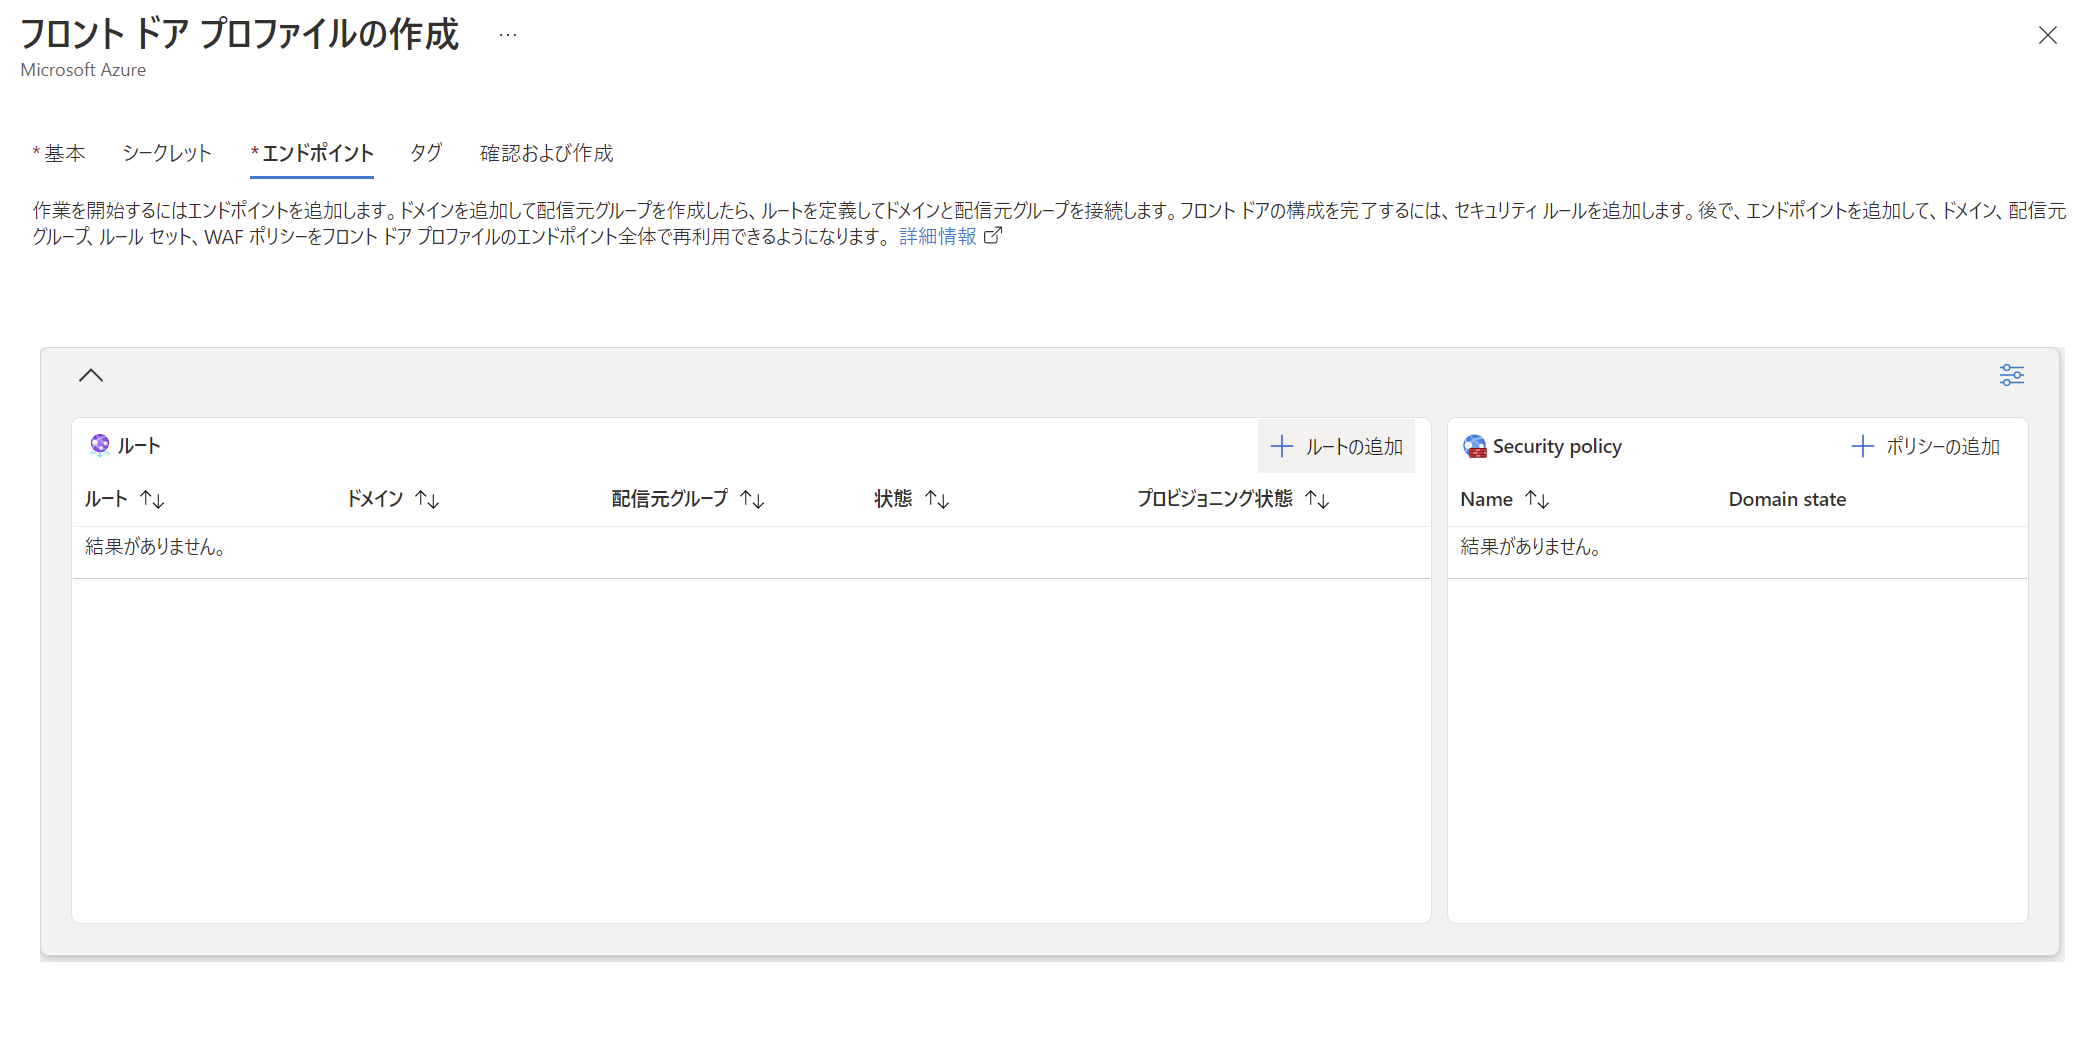 フロント ドア プロファイルの作成 …
Microsoft Azure
* 基本 シークレット * エンドポイント タグ 確認および作成
作業を開始するにはエンドポイントを追加します。ドメインを追加して配信元グループを作成したら、ルートを定義してドメインと配信元グループを接続します。フロント ドアの構成を完了するには、セキュリティ ルールを追加します。後で、エンドポイントを追加して、ドメイン、配信元
グループ、ルール セット、WAF ポリシーをフロント ドア プロファイルのエンドポイント全体で再利用できるようになります。 詳細情報
ルート + ルートの追加
ルート ↑↓ ドメイン ↑↓ 配信元グループ ↑↓ 状態 ↑↓ プロビジョニング状態 ↑↓
結果がありません。
Security policy + ポリシーの追加
Name ↑↓ Domain state
結果がありません。